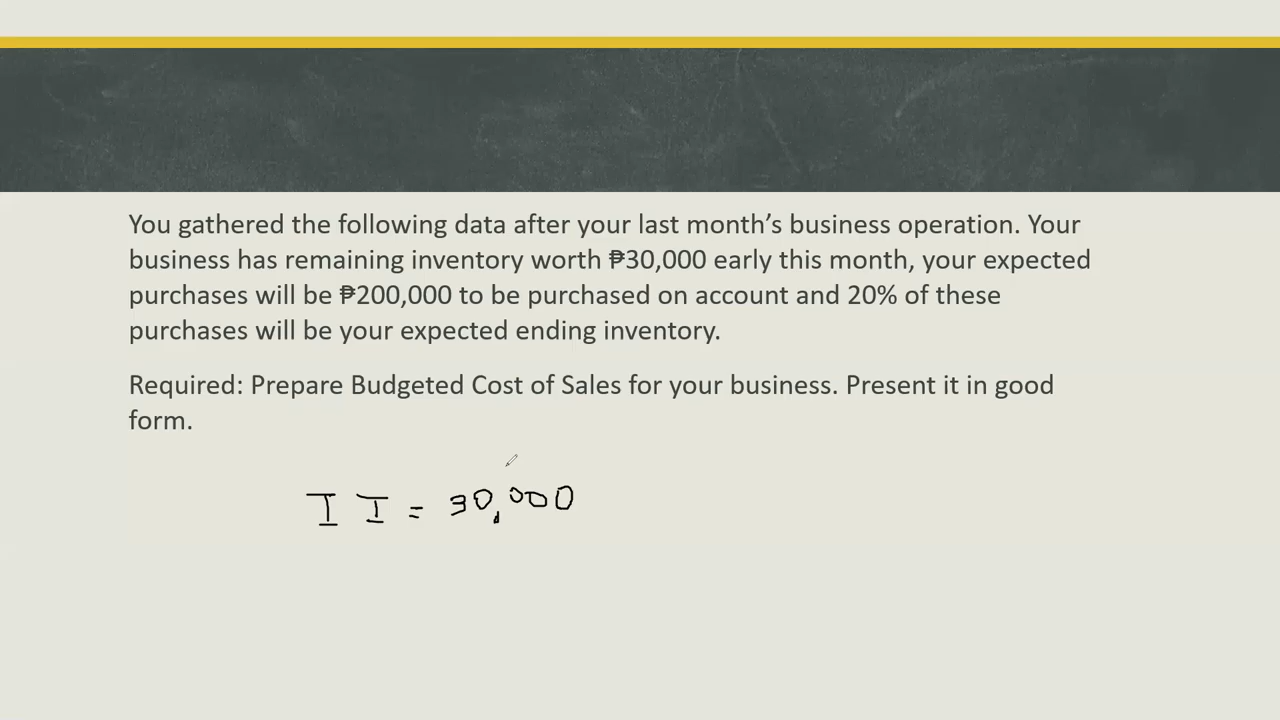 You gathered the following data after your last month’s business operation. Your
business has remaining inventory worth ₱30,000 early this month, your expected
purchases will be ₱200,000 to be purchased on account and 20% of these
purchases will be your expected ending inventory.
Required: Prepare Budgeted Cost of Sales for your business. Present it in good
form.
I I = 30,000